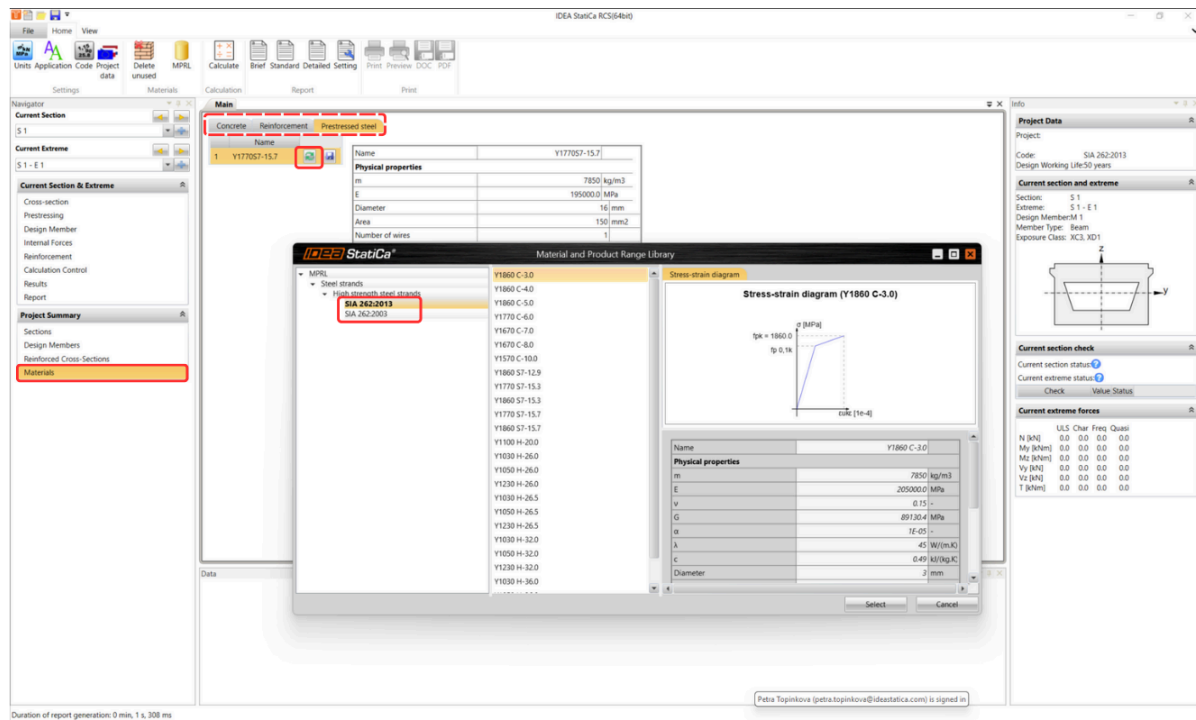 IDEA StatiCa RCS(64bit)
File Home View
Units Application Code Project data Delete unused MPRL Calculate Brief Standard Detailed Setting Print Preview DOC PDF
Settings Materials Calculation Report Print
Navigator
Current Section
S 1
Current Extreme
S 1 - E 1
Current Section & Extreme
Cross-section
Prestressing
Design Member
Internal Forces
Reinforcement
Calculation Control
Results
Report
Project Summary
Sections
Design Members
Reinforced Cross-Sections
Materials
Main
Concrete Reinforcement Prestressed steel
Name
1 Y1770S7-15.7
Name Y1770S7-15.7
Physical properties
m 7850 kg/m3
E 195000.0 MPa
Diameter 16 mm
Area 150 mm2
Number of wires 1
IDEA StatiCa® Material and Product Range Library
MPRL
Steel strands
High strength steel strands
SIA 262:2013
SIA 262:2003
Y1860 C-3.0
Y1860 C-4.0
Y1860 C-5.0
Y1770 C-6.0
Y1670 C-7.0
Y1670 C-8.0
Y1570 C-10.0
Y1860 S7-12.9
Y1770 S7-15.3
Y1860 S7-15.3
Y1770 S7-15.7
Y1860 S7-15.7
Y1100 H-20.0
Y1030 H-26.0
Y1050 H-26.0
Y1230 H-26.0
Y1030 H-26.5
Y1050 H-26.5
Y1230 H-26.5
Y1030 H-32.0
Y1050 H-32.0
Y1230 H-32.0
Y1030 H-36.0
Stress-strain diagram
Stress-strain diagram (Y1860 C-3.0)
σ [MPa]
fpk = 1860.0
fp 0,1k
[1e-4]
Name Y1860 C-3.0
Physical properties
m 7850 kg/m3
E 205000.0 MPa
ν 0.15 -
G 89130.4 MPa
α 1E-05 -
λ 45 W/(m.K)
c 0.49 kJ/(kg.K)
Diameter 3 mm
Select Cancel
Data
Info
Project Data
Project:
Code: SIA 262:2013
Design Working Life:50 years
Current section and extreme
Section: S 1
Extreme: S 1 - E 1
Design Member:M 1
Member Type: Beam
Exposure Class: XC3, XD1
z
y
Current section check
Current section status:
Current extreme status:
Check Value Status
Current extreme forces
ULS Char Freq Quasi
N [kN] 0.0 0.0 0.0 0.0
My [kNm] 0.0 0.0 0.0 0.0
Mz [kNm] 0.0 0.0 0.0 0.0
Vy [kN] 0.0 0.0 0.0 0.0
Vz [kN] 0.0 0.0 0.0 0.0
T [kNm] 0.0 0.0 0.0 0.0
Petra Topinkova (petra.topinkova@ideastatica.com) is signed in
Duration of report generation: 0 min, 1 s, 308 ms